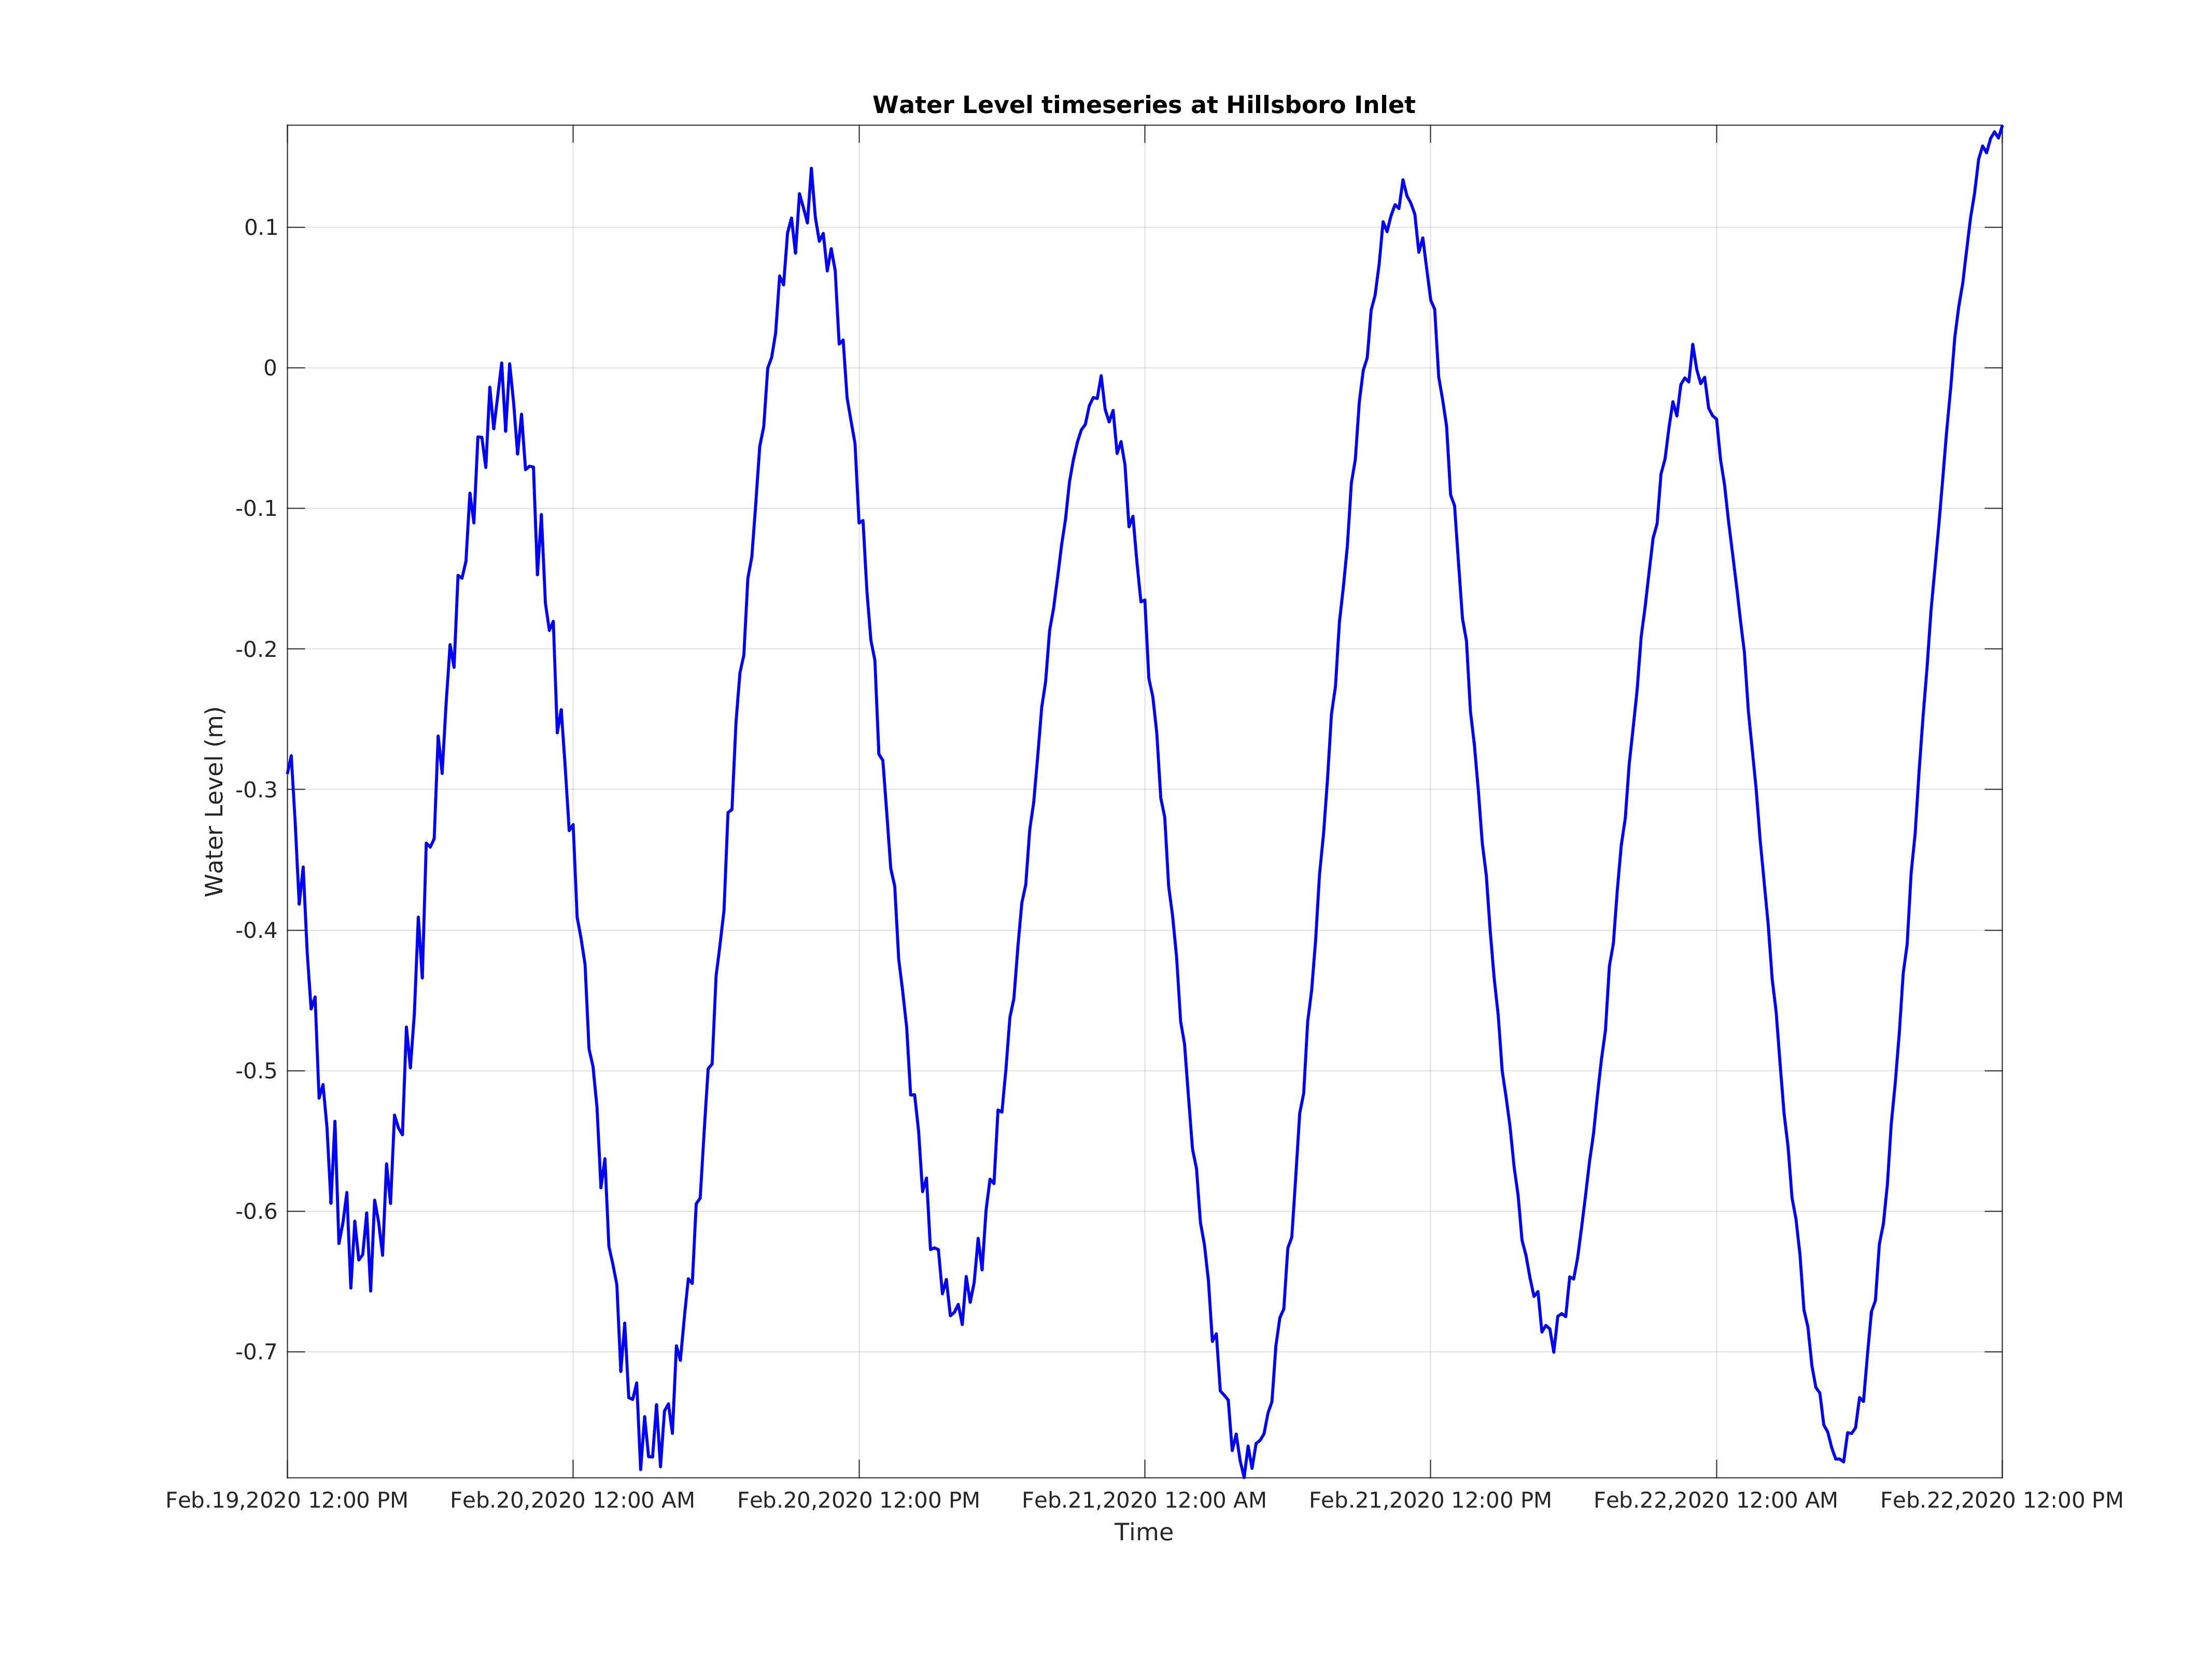 Water Level timeseries at Hillsboro Inlet
0.1
0
-0.1
-0.2
-0.3
-0.4
-0.5
-0.6
-0.7
Water Level (m)
Feb.19,2020 12:00 PM Feb.20,2020 12:00 AM Feb.20,2020 12:00 PM Feb.21,2020 12:00 AM Feb.21,2020 12:00 PM Feb.22,2020 12:00 AM Feb.22,2020 12:00 PM
Time